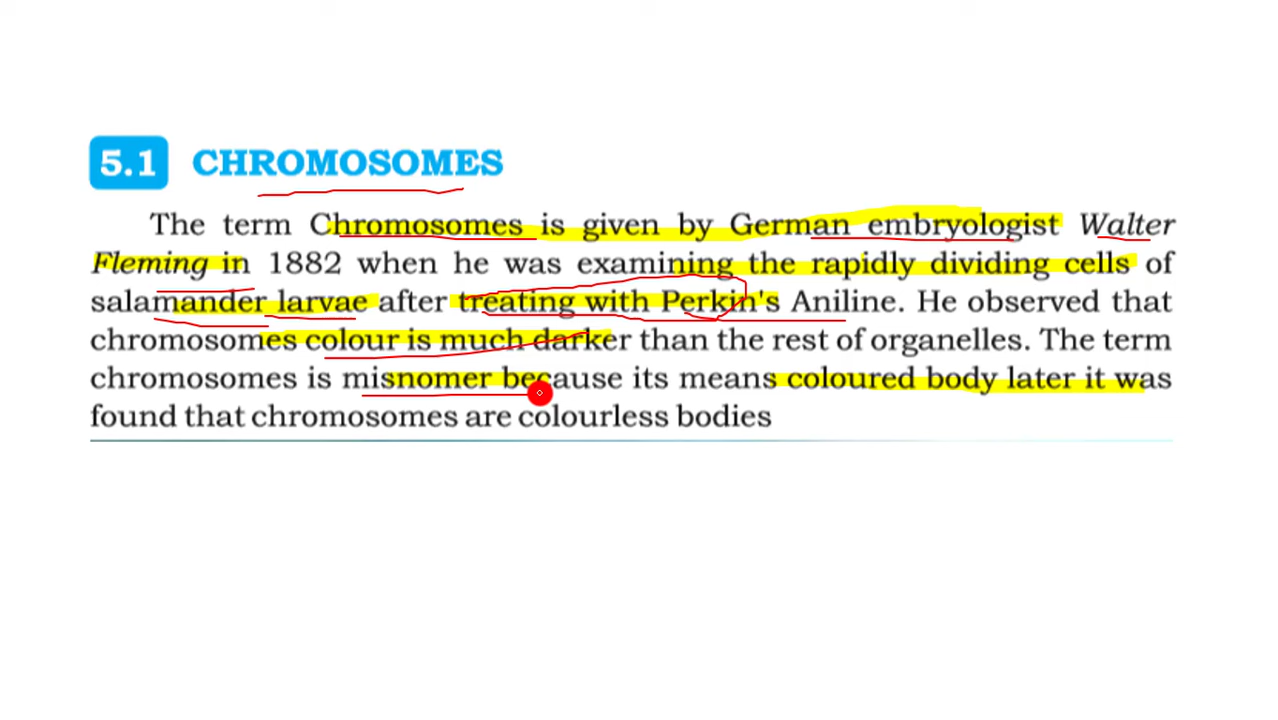 5.1 CHROMOSOMES
The term Chromosomes is given by German embryologist Walter
Fleming in 1882 when he was examining the rapidly dividing cells of
salamander larvae after treating with Perkin's Aniline. He observed that
chromosomes colour is much darker than the rest of organelles. The term
chromosomes is misnomer because its means coloured body later it was
found that chromosomes are colourless bodies